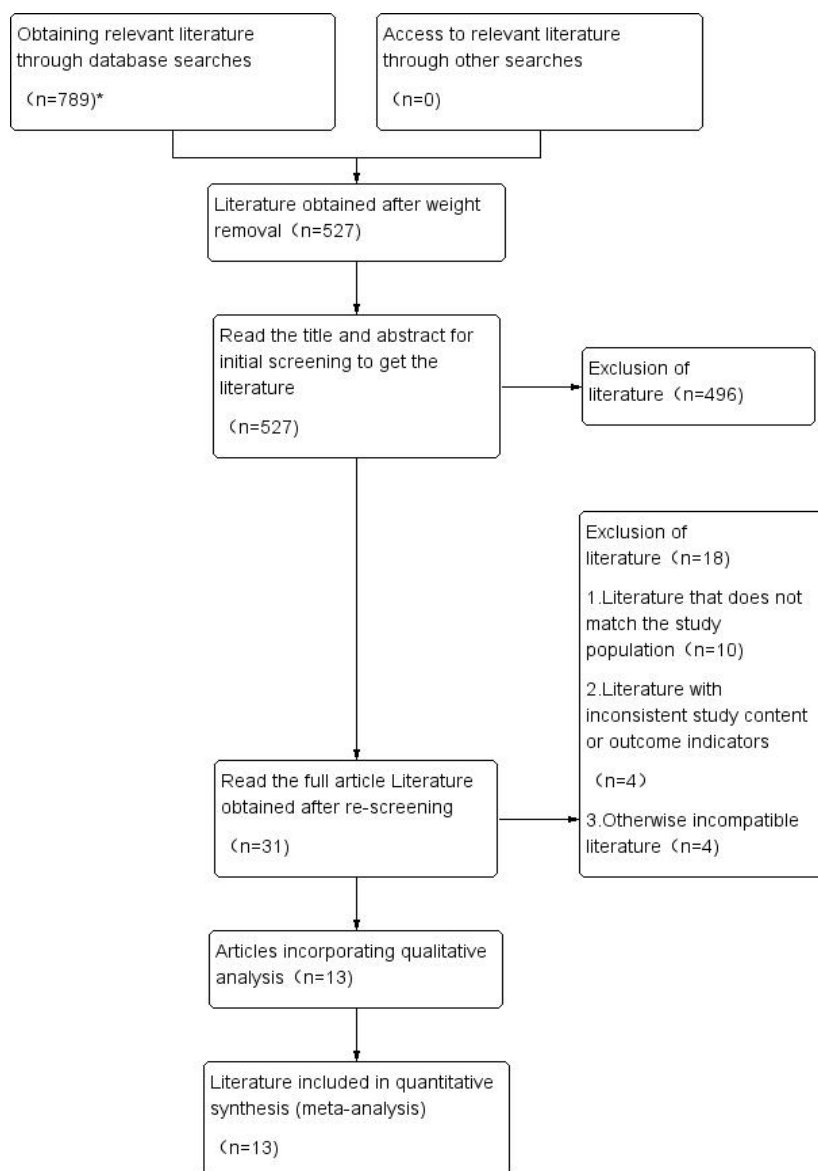 Obtaining relevant literature
through database searches
（n=789)*
Access to relevant literature
through other searches
（n=0)
Literature obtained after weight
removal（n=527)
Read the title and abstract for
initial screening to get the
literature
（n=527)
Exclusion of
literature（n=496)
Exclusion of
literature（n=18)
1.Literature that does not
match the study
population（n=10)
2.Literature with
inconsistent study content
or outcome indicators
（n=4)
3.Otherwise incompatible
literature（n=4)
Read the full article Literature
obtained after re-screening
（n=31)
Articles incorporating qualitative
analysis（n=13)
Literature included in quantitative
synthesis (meta-analysis)
（n=13)